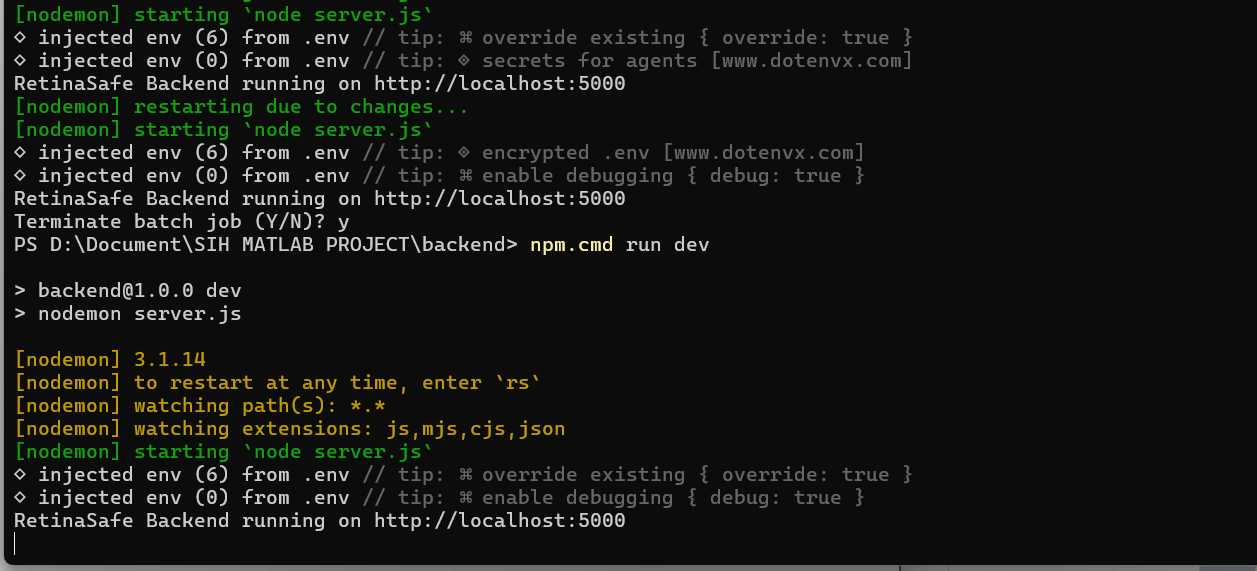 [nodemon] starting `node server.js`
◇ injected env (6) from .env // tip: ⌘ override existing { override: true }
◇ injected env (0) from .env // tip: ⟐ secrets for agents [www.dotenvx.com]
RetinaSafe Backend running on http://localhost:5000
[nodemon] restarting due to changes...
[nodemon] starting `node server.js`
◇ injected env (6) from .env // tip: ⟐ encrypted .env [www.dotenvx.com]
◇ injected env (0) from .env // tip: ⌘ enable debugging { debug: true }
RetinaSafe Backend running on http://localhost:5000
Terminate batch job (Y/N)? y
PS D:\Document\SIH MATLAB PROJECT\backend> npm.cmd run dev
> backend@1.0.0 dev
> nodemon server.js
[nodemon] 3.1.14
[nodemon] to restart at any time, enter `rs`
[nodemon] watching path(s): *.*
[nodemon] watching extensions: js,mjs,cjs,json
[nodemon] starting `node server.js`
◇ injected env (6) from .env // tip: ⌘ override existing { override: true }
◇ injected env (0) from .env // tip: ⌘ enable debugging { debug: true }
RetinaSafe Backend running on http://localhost:5000